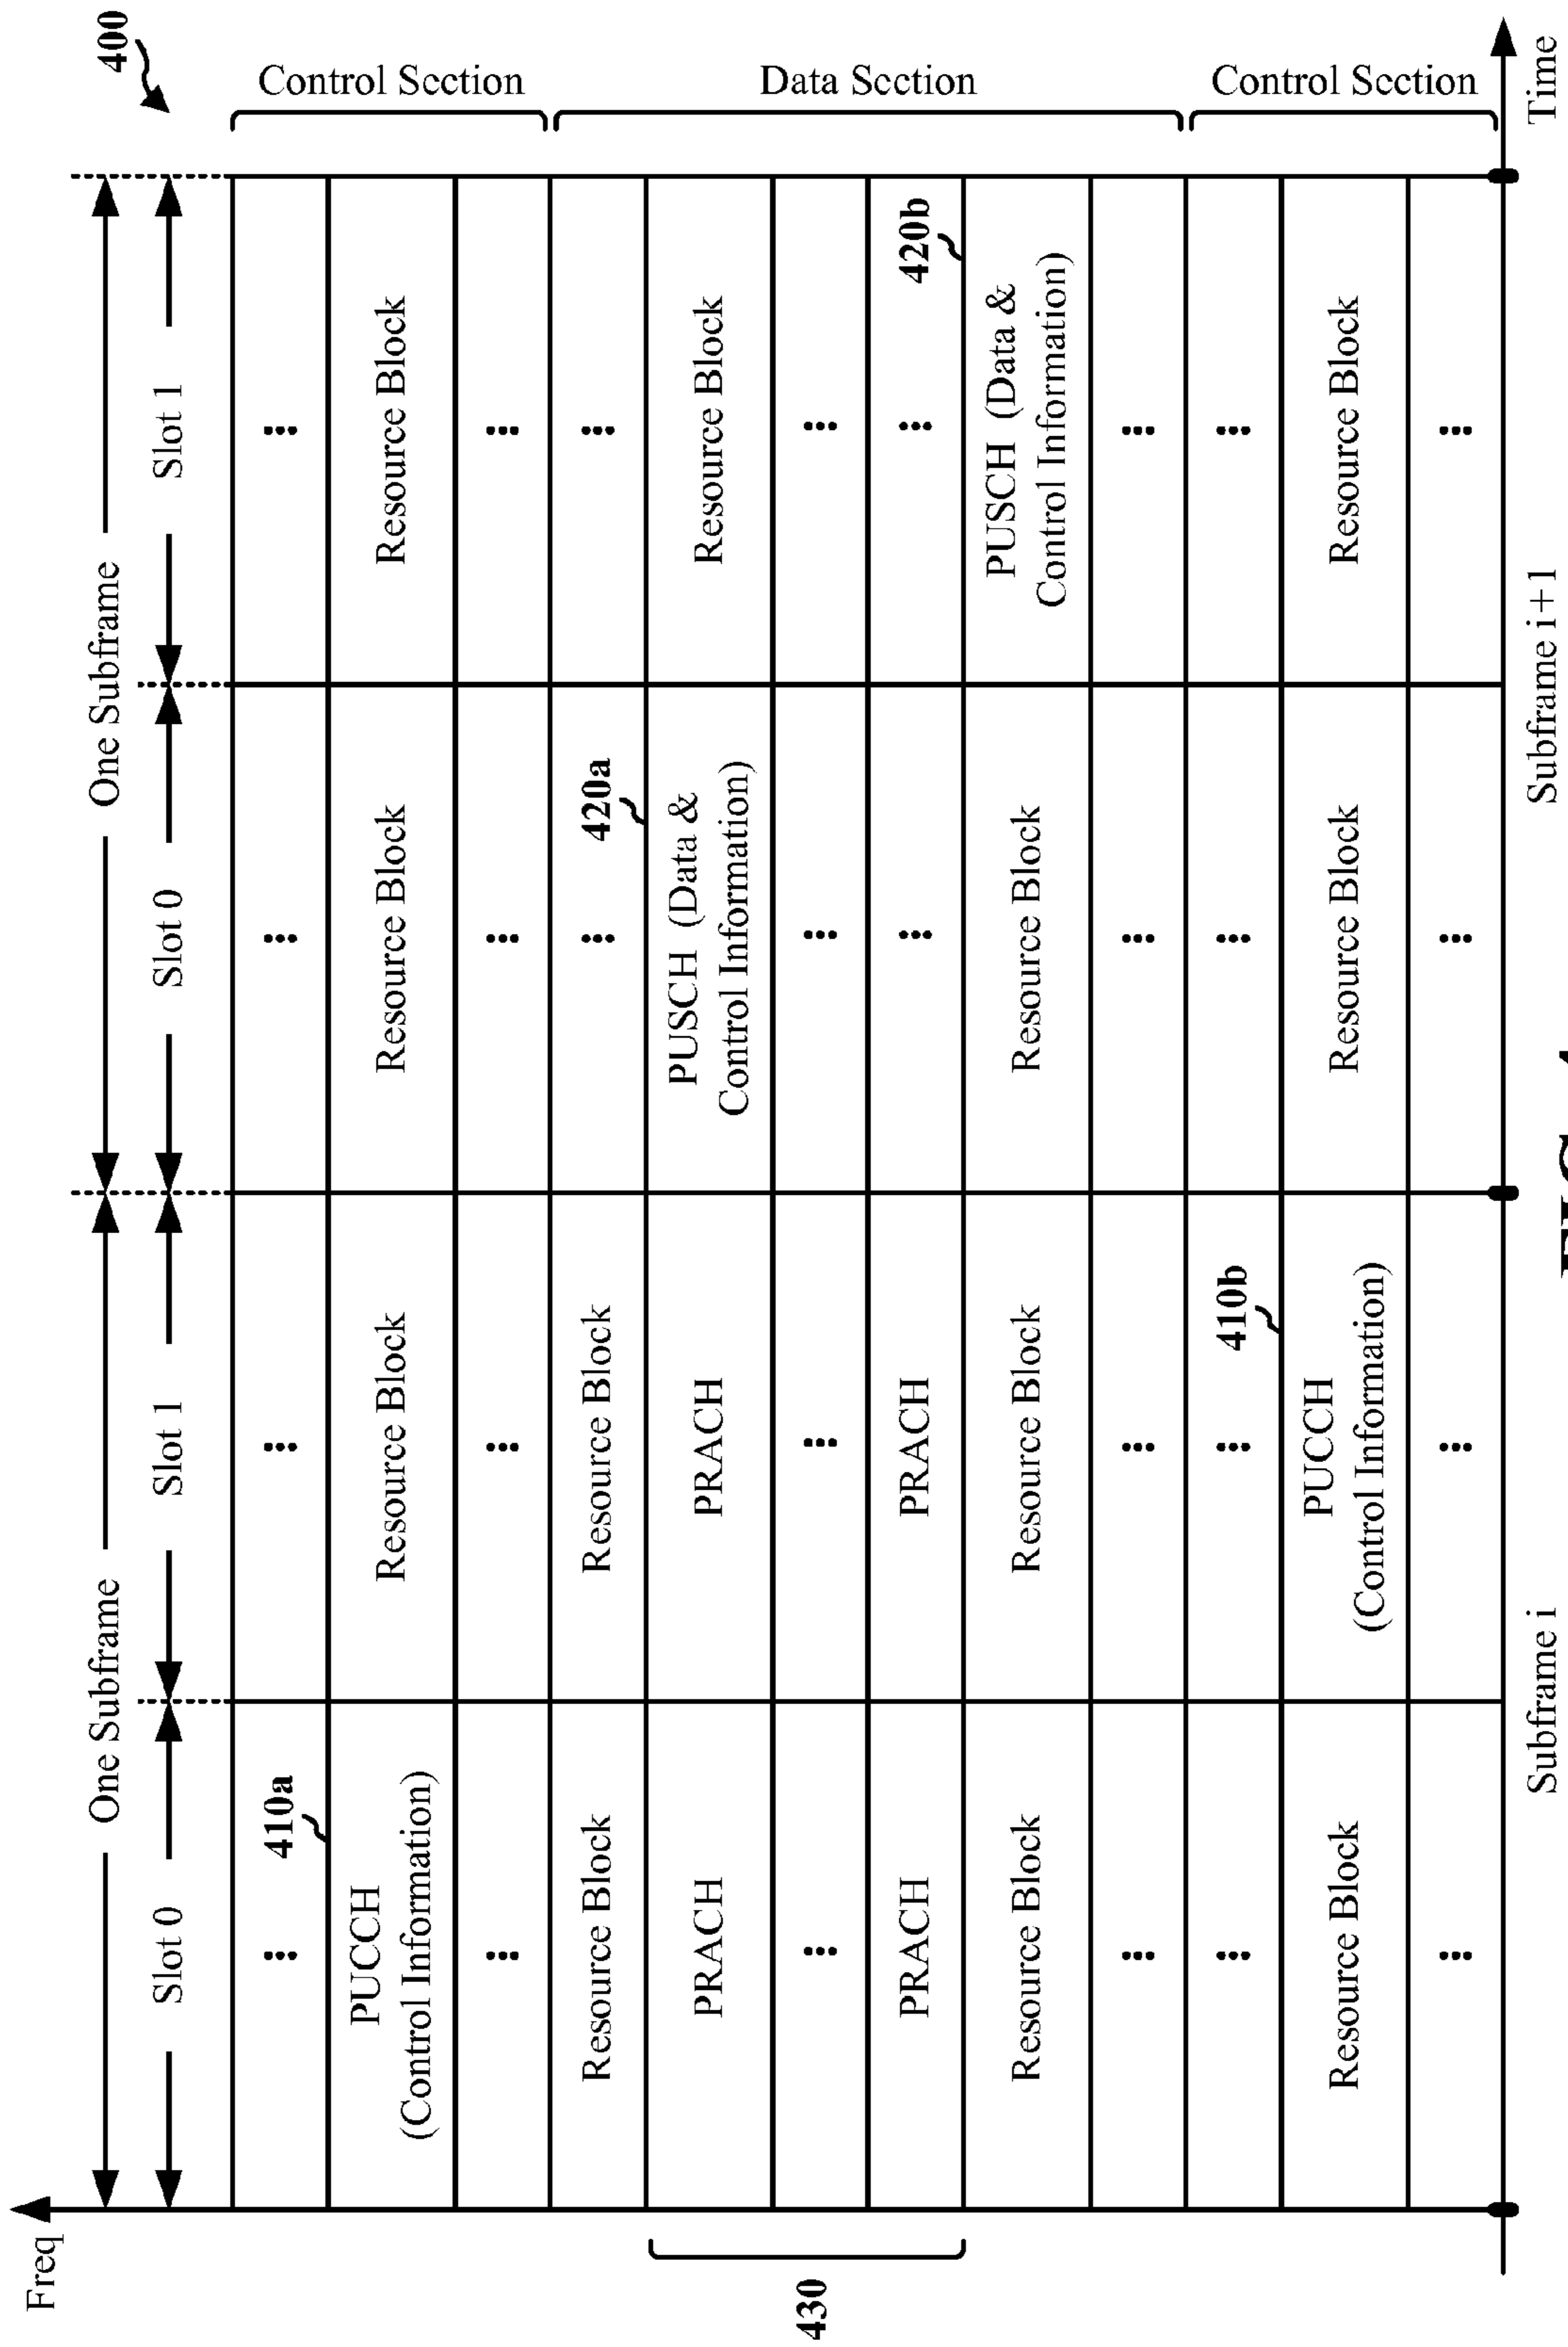 400
Freq
One Subframe
One Subframe
Slot 0
Slot 1
Slot 0
Slot 1
410a
PUCCH
(Control Information)
Resource Block
Resource Block
Resource Block
Control Section
420a
Resource Block
Resource Block
430
PRACH
PRACH
PUSCH (Data &
Control Information)
Resource Block
Data Section
PRACH
PRACH
420b
Resource Block
Resource Block
Resource Block
PUSCH (Data &
Control Information)
410b
Resource Block
PUCCH
(Control Information)
Resource Block
Resource Block
Control Section
Subframe i
Subframe i+1
Time